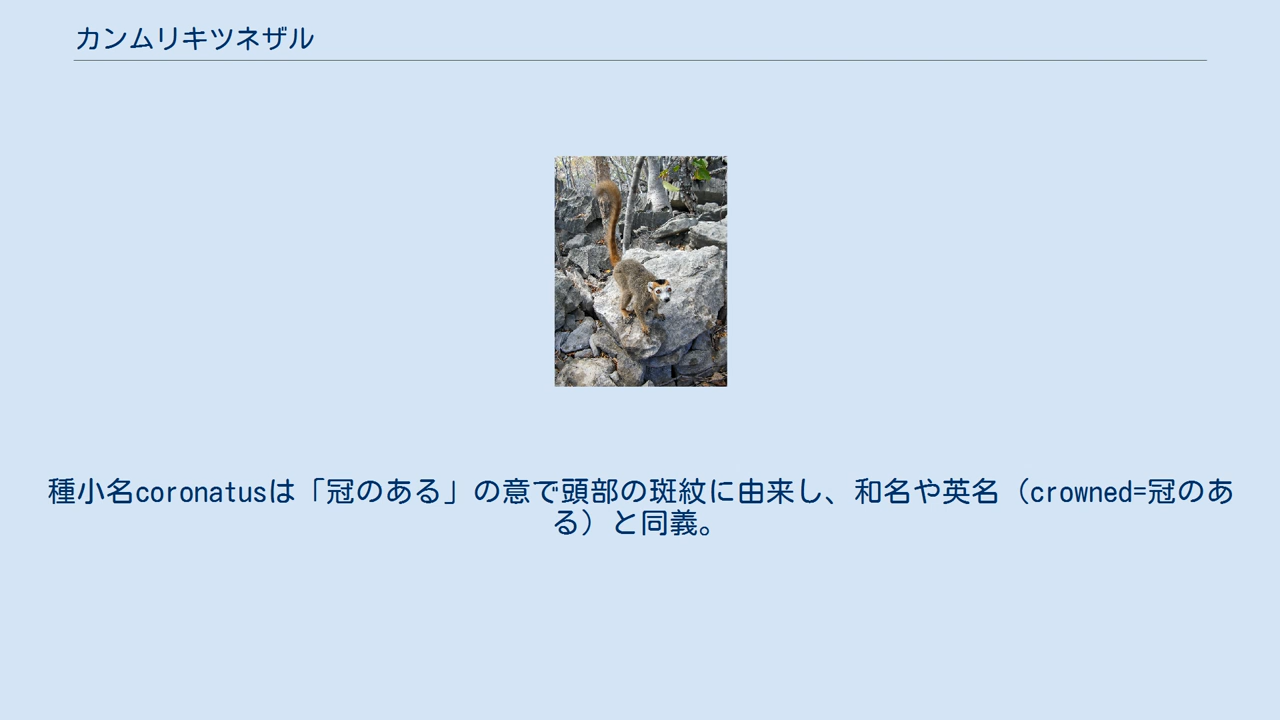 カンムリキツネザル
種小名coronatusは「冠のある」の意で頭部の斑紋に由来し、和名や英名（crowned=冠のあ
る）と同義。